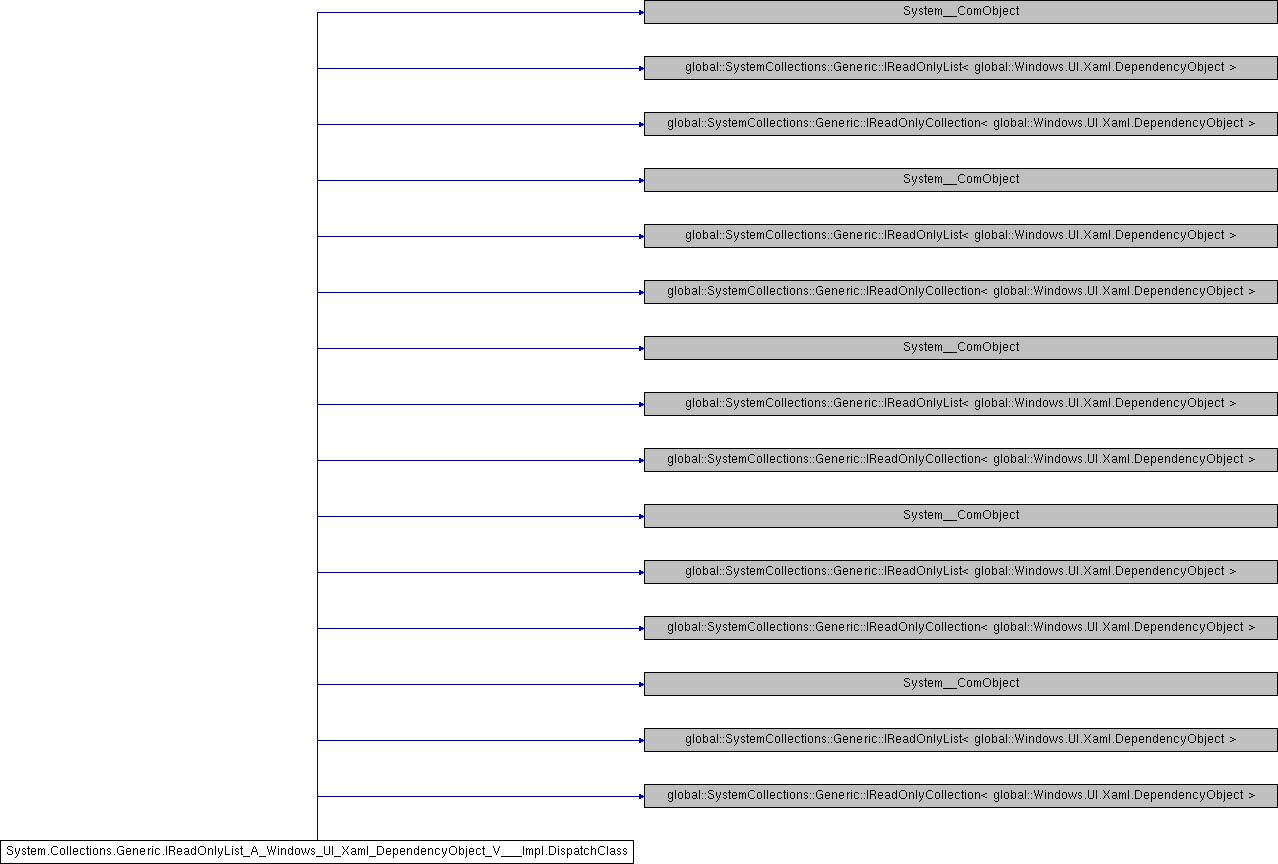 System__ComObject
global::SystemCollections::Generic::IReadOnlyList< global::Windows.UI.Xaml.DependencyObject >
global::SystemCollections::Generic::IReadOnlyCollection< global::Windows.UI.Xaml.DependencyObject >
System__ComObject
global::SystemCollections::Generic::IReadOnlyList< global::Windows.UI.Xaml.DependencyObject >
global::SystemCollections::Generic::IReadOnlyCollection< global::Windows.UI.Xaml.DependencyObject >
System__ComObject
global::SystemCollections::Generic::IReadOnlyList< global::Windows.UI.Xaml.DependencyObject >
global::SystemCollections::Generic::IReadOnlyCollection< global::Windows.UI.Xaml.DependencyObject >
System__ComObject
global::SystemCollections::Generic::IReadOnlyList< global::Windows.UI.Xaml.DependencyObject >
global::SystemCollections::Generic::IReadOnlyCollection< global::Windows.UI.Xaml.DependencyObject >
System__ComObject
global::SystemCollections::Generic::IReadOnlyList< global::Windows.UI.Xaml.DependencyObject >
global::SystemCollections::Generic::IReadOnlyCollection< global::Windows.UI.Xaml.DependencyObject >
System.Collections.Generic.IReadOnlyList_A_Windows_UI_Xaml_DependencyObject_V___Impl.DispatchClass